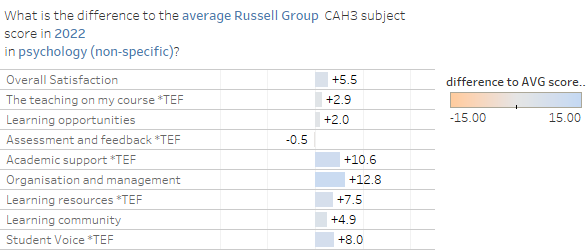 What is the difference to the average Russell Group CAH3 subject
score in 2022
in psychology (non-specific)?
Overall Satisfaction +5.5
The teaching on my course *TEF +2.9
Learning opportunities +2.0
Assessment and feedback *TEF -0.5
Academic support *TEF +10.6
Organisation and management +12.8
Learning resources *TEF +7.5
Learning community +4.9
Student Voice *TEF +8.0
difference to AVG score..
-15.00 15.00